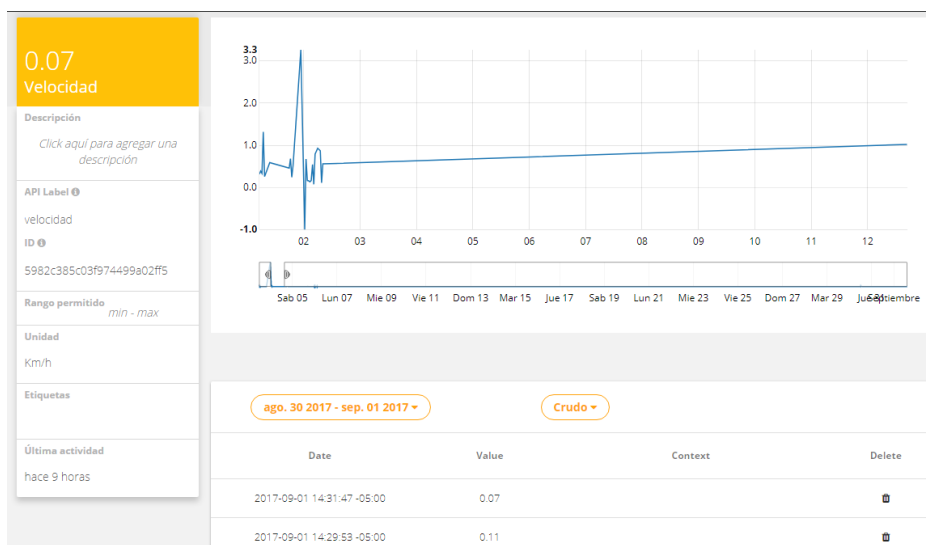 0.07
Velocidad
Descripción
Click aquí para agregar una
descripción
API Label
velocidad
ID
5982c385c03f974499a02ff5
Rango permitido
min - max
Unidad
Km/h
Etiquetas
Última actividad
hace 9 horas
3.3
3.0
2.0
1.0
0.0
-1.0
02 03 04 05 06 07 08 09 10 11 12
Sab 05 Lun 07 Mie 09 Vie 11 Dom 13 Mar 15 Jue 17 Sab 19 Lun 21 Mie 23 Vie 25 Dom 27 Mar 29 Jue 31 Septiembre
ago. 30 2017 - sep. 01 2017
Crudo
Date Value Context Delete
2017-09-01 14:31:47 -05:00 0.07
2017-09-01 14:29:53 -05:00 0.11